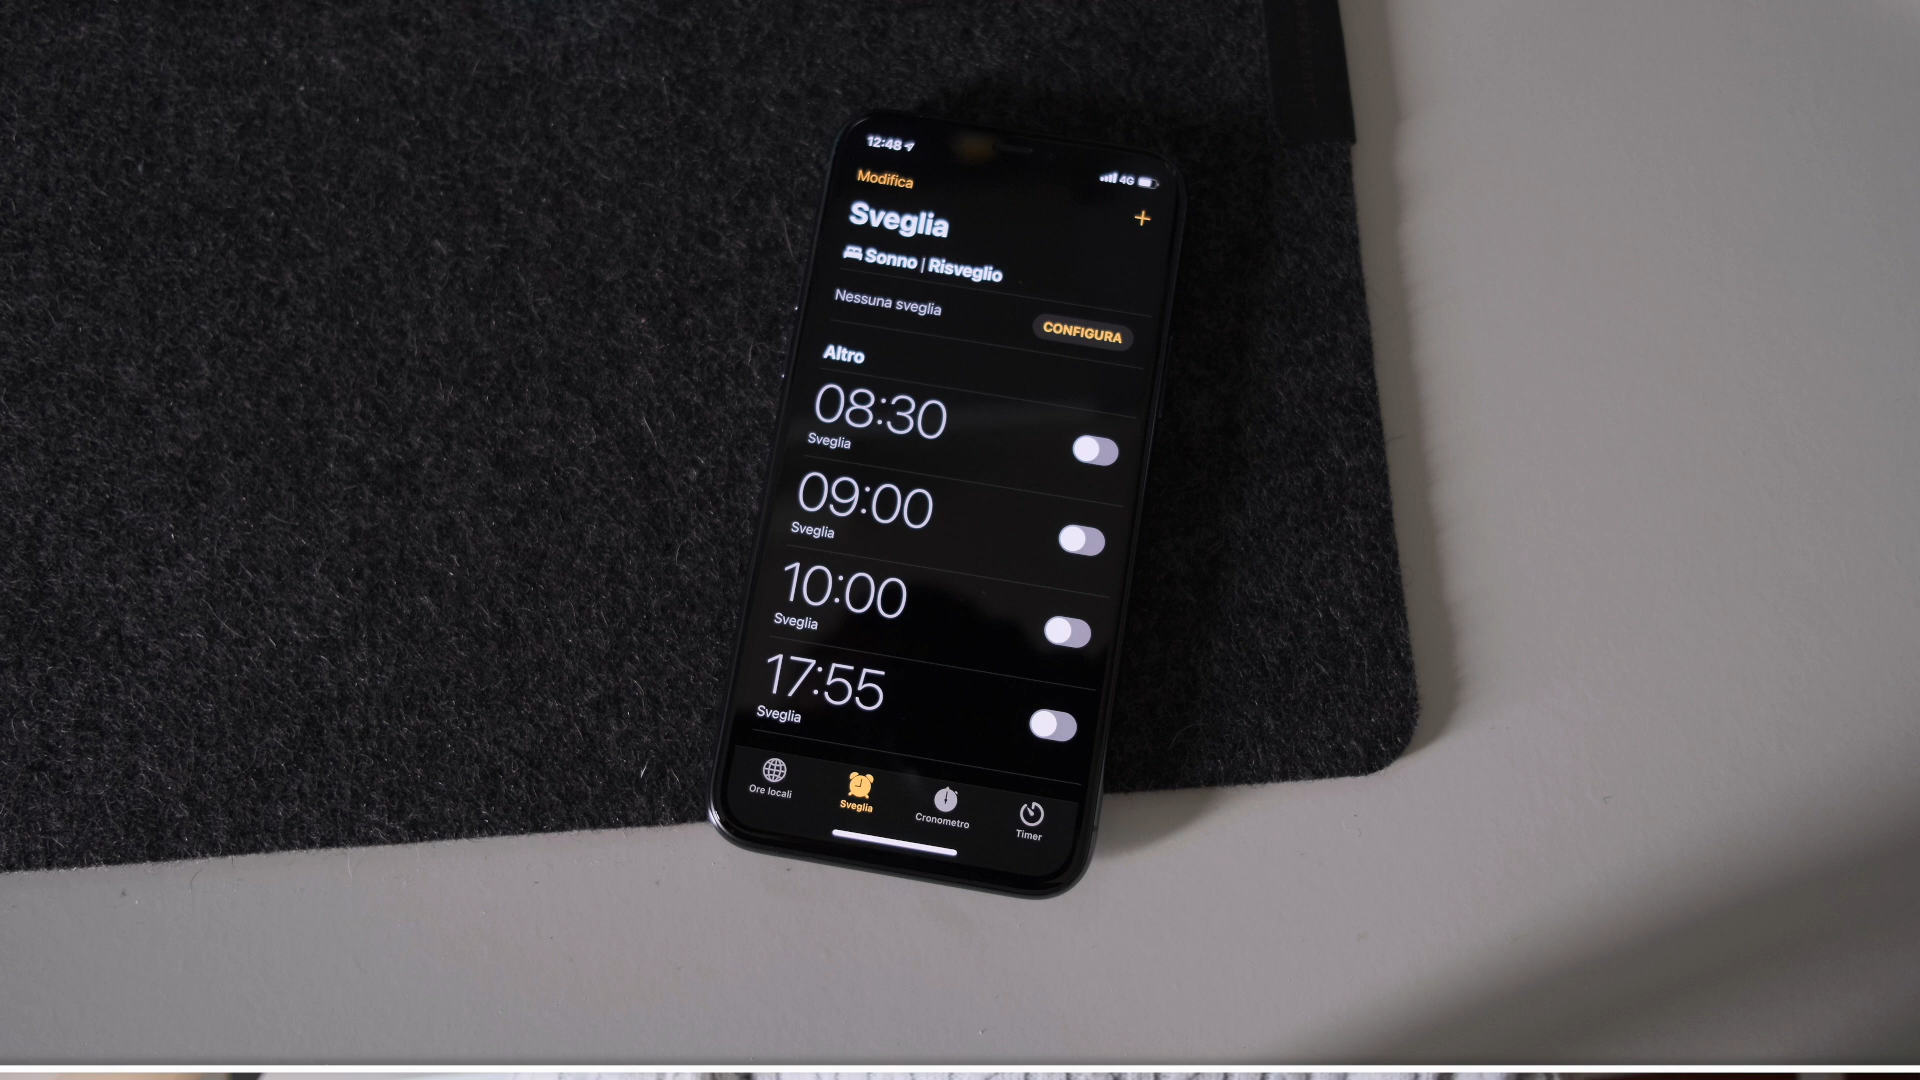 12:48
4G
Modifica
+
Sveglia
Sonno | Risveglio
Nessuna sveglia
CONFIGURA
Altro
08:30
Sveglia
09:00
Sveglia
10:00
Sveglia
17:55
Sveglia
Ore locali
Sveglia
Cronometro
Timer